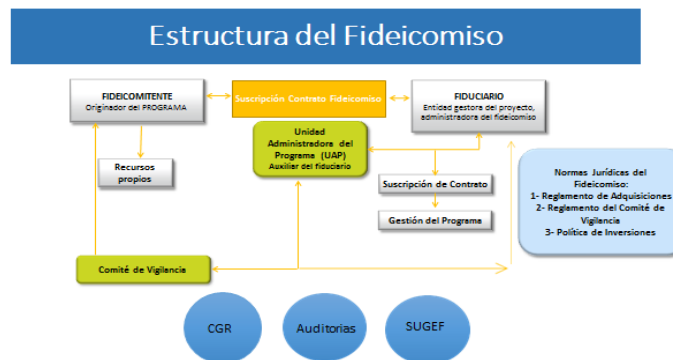 Estructura del Fideicomiso
FIDEICOMITENTE
Originador del PROGRAMA
Suscripción Contrato Fideicomiso
FIDUCIARIO
Entidad gestora del proyecto,
administradora del fideicomiso
Unidad
Administradora del
Programa (UAP)
Auxiliar del fiduciario
Recursos
propios
Suscripción de Contrato
Gestión del Programa
Normas Jurídicas del
Fideicomiso:
1- Reglamento de Adquisiciones
2- Reglamento del Comité de
Vigilancia
3- Política de Inversiones
Comité de Vigilancia
CGR
Auditorias
SUGEF